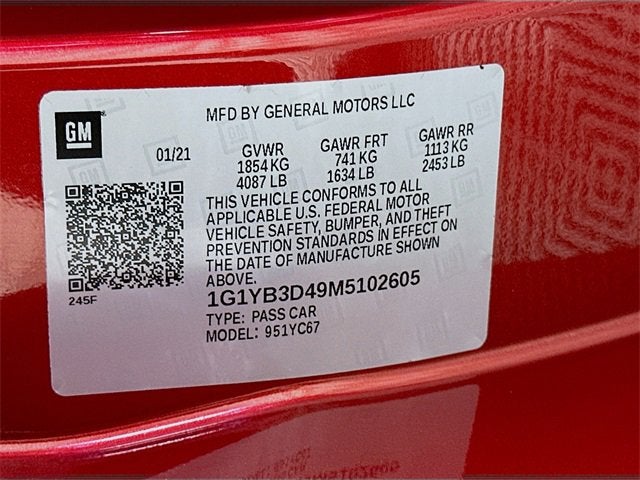 MFD BY GENERAL MOTORS LLC
GM
01/21
GVWR
1854 KG
4087 LB
GAWR FRT
741 KG
1634 LB
GAWR RR
1113 KG
2453 LB
THIS VEHICLE CONFORMS TO ALL
APPLICABLE U.S. FEDERAL MOTOR
VEHICLE SAFETY, BUMPER, AND THEFT
PREVENTION STANDARDS IN EFFECT ON
THE DATE OF MANUFACTURE SHOWN
ABOVE.
245F
1G1YB3D49M5102605
TYPE: PASS CAR
MODEL: 951YC67